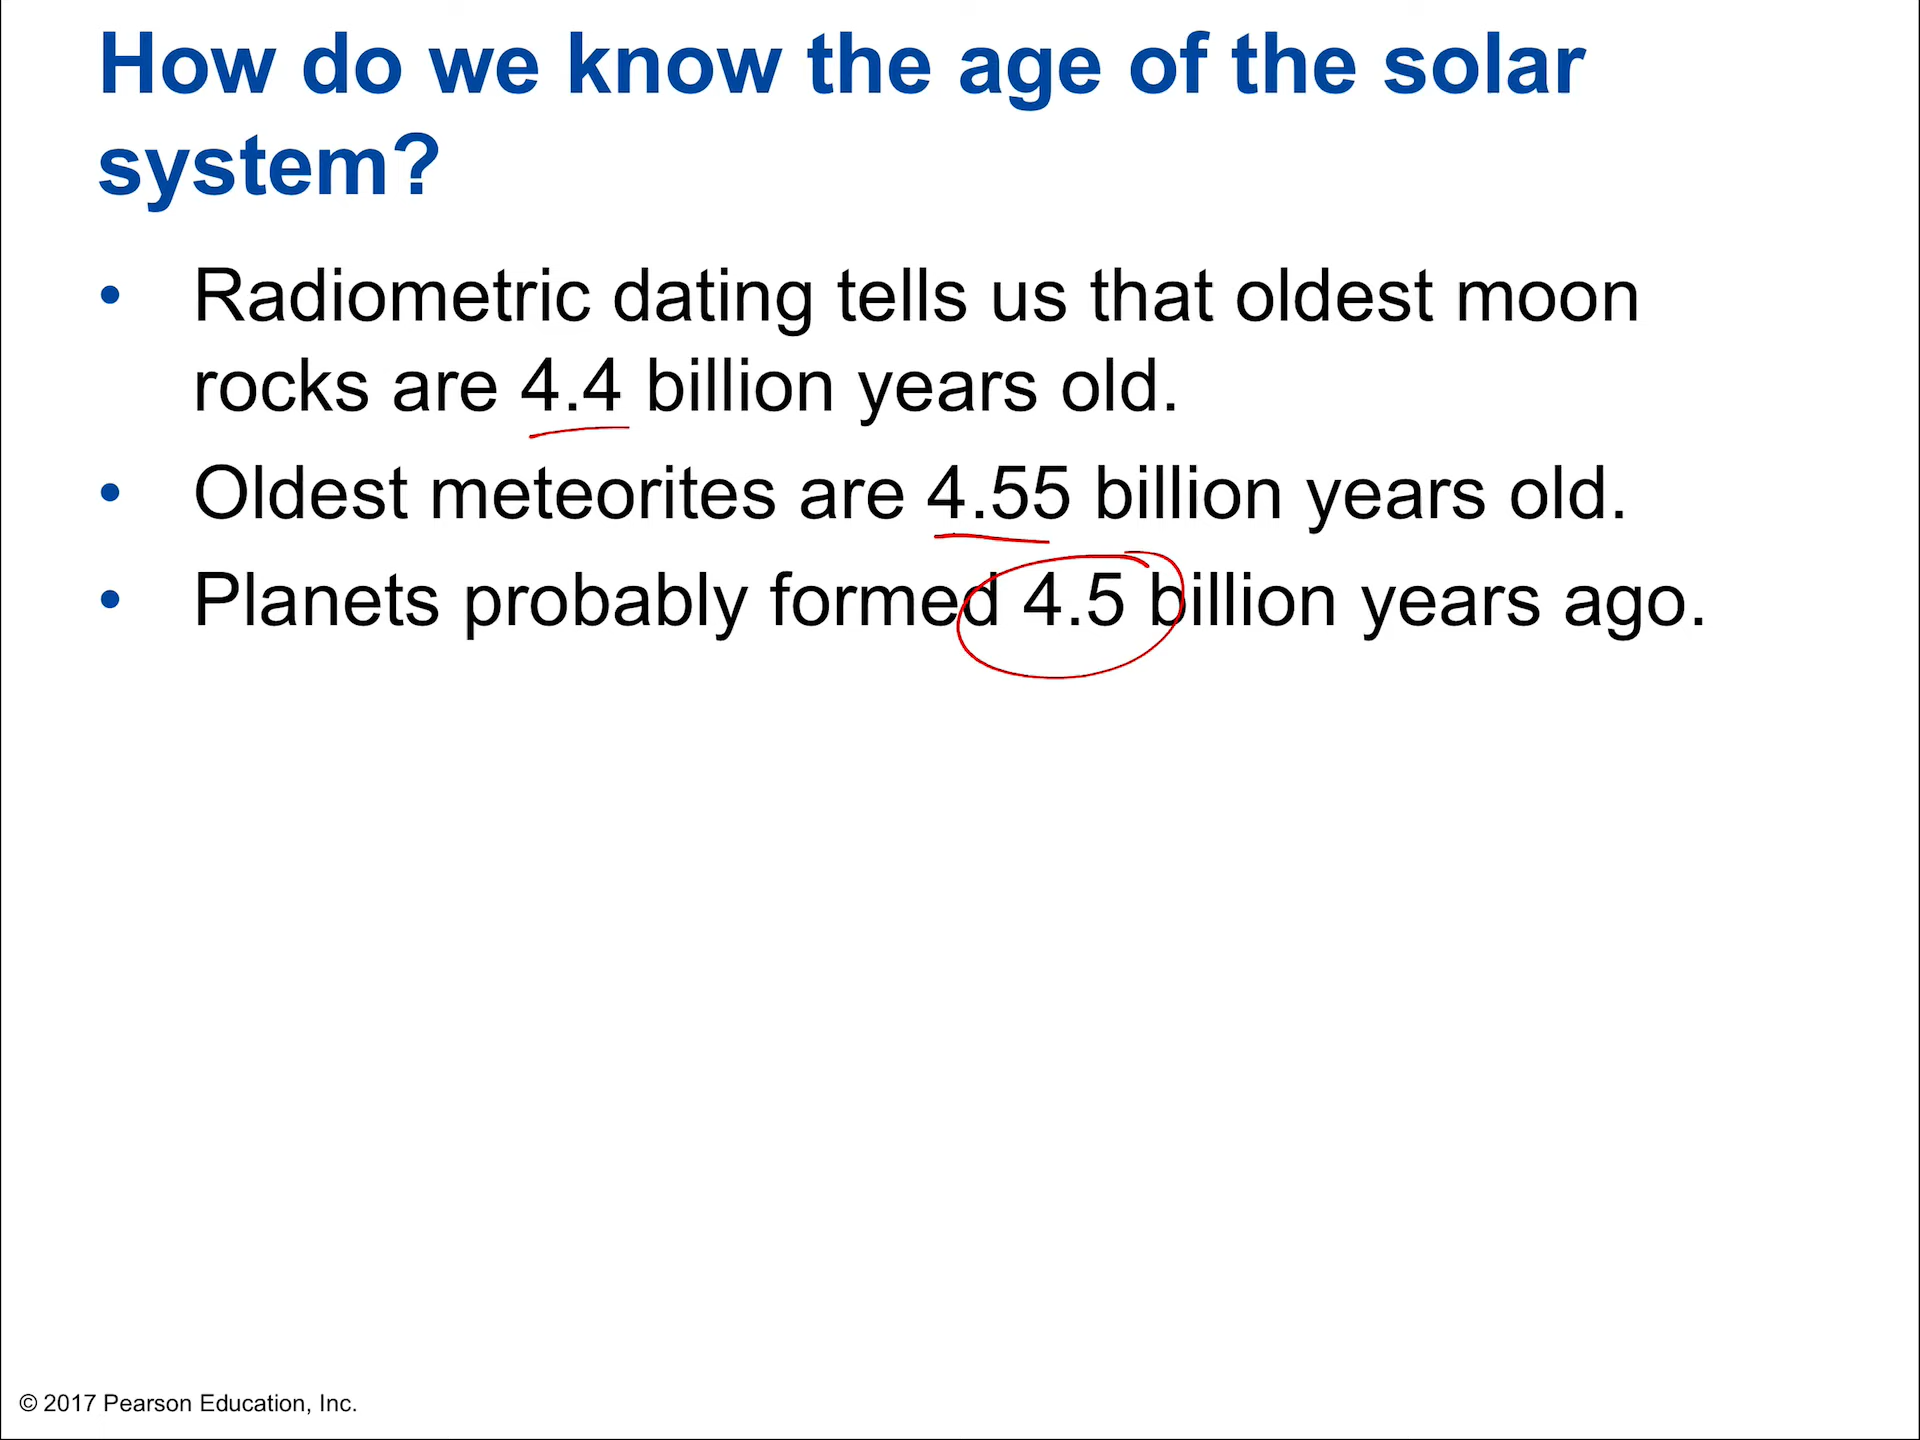 How do we know the age of the solar
system?
• Radiometric dating tells us that oldest moon
rocks are 4.4 billion years old.
• Oldest meteorites are 4.55 billion years old.
• Planets probably formed 4.5 billion years ago.
© 2017 Pearson Education, Inc.